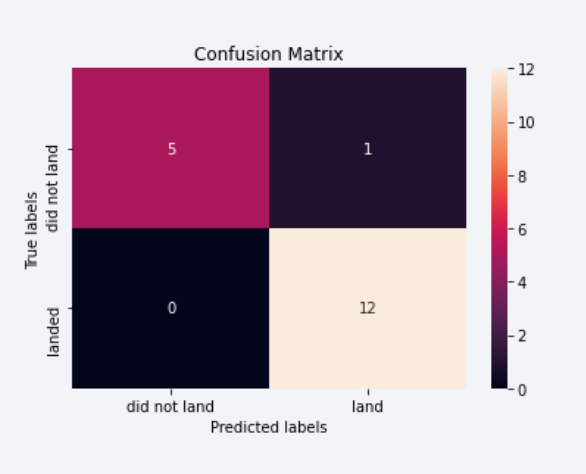 Confusion Matrix
True labels
did not land
landed
5
1
0
12
did not land
land
Predicted labels
12
10
8
6
4
2
0